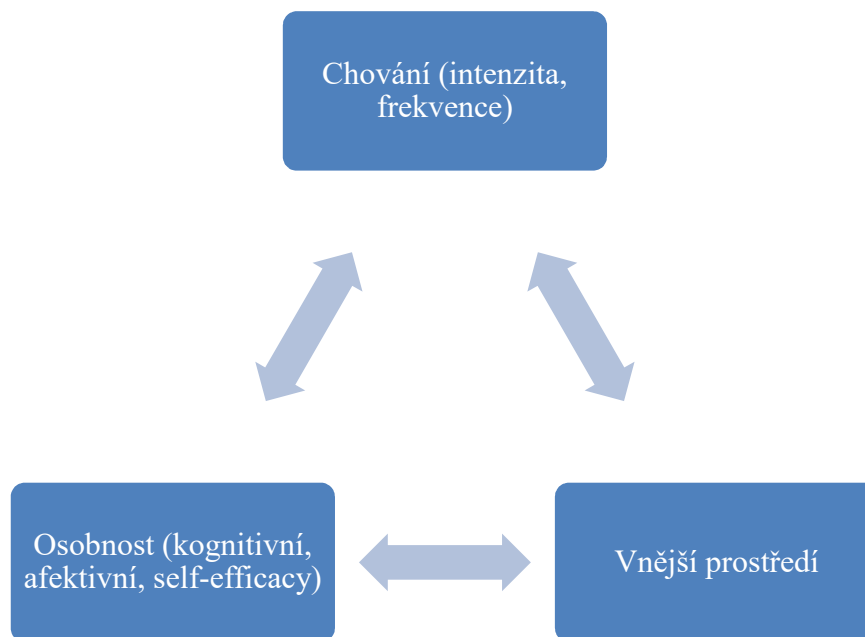 Chování (intenzita,
frekvence)
Osobnost (kognitivní,
afektivní, self-efficacy)
Vnější prostředí